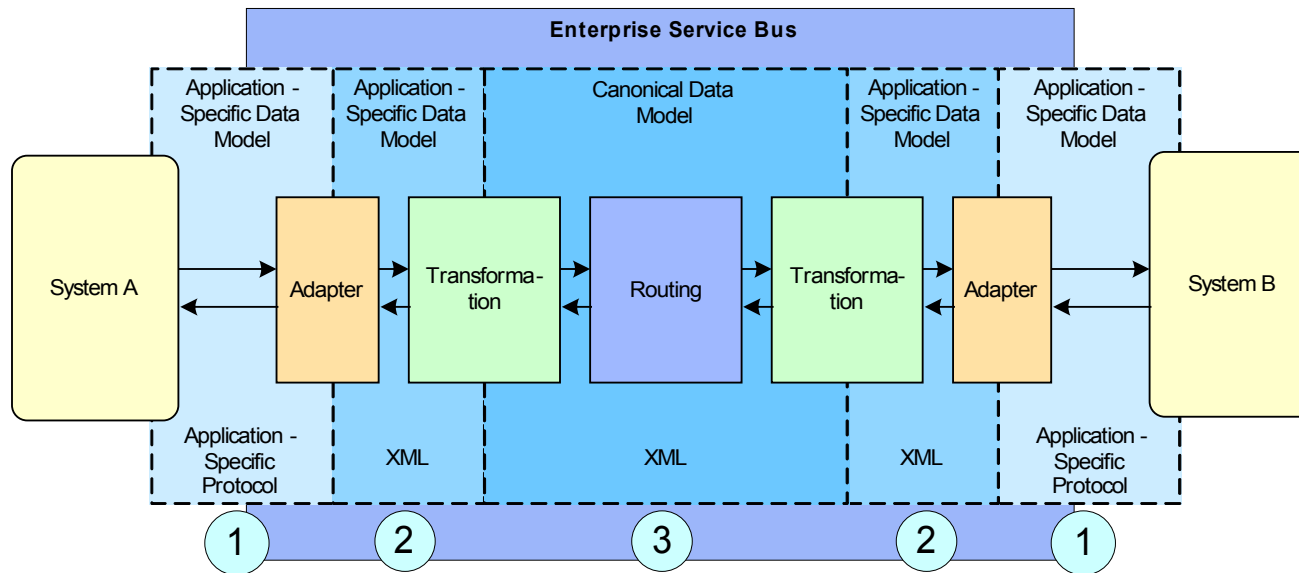 Enterprise Service Bus
Application -
Specific Data
Model
Application -
Specific Data
Model
Canonical Data
Model
Application -
Specific Data
Model
Application -
Specific Data
Model
System A
Adapter
Transforma-
tion
Routing
Transforma-
tion
Adapter
System B
Application -
Specific
Protocol
XML
XML
XML
Application -
Specific
Protocol
1
2
3
2
1